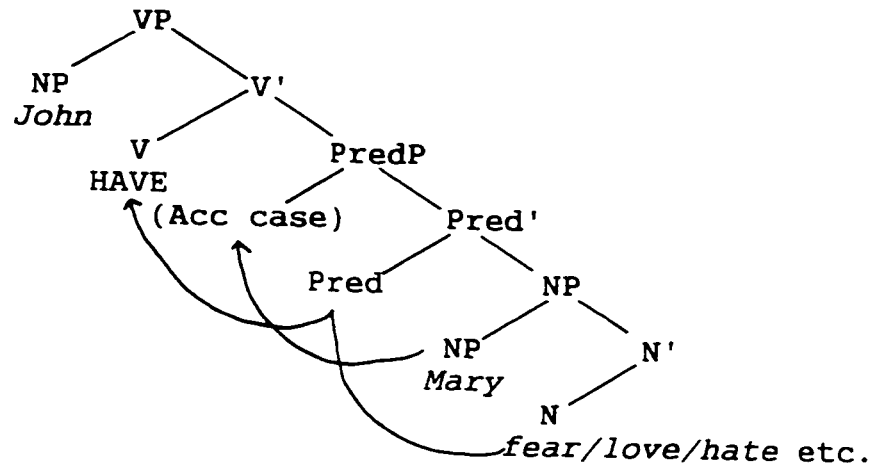 VP
NP V'
John
V PredP
HAVE
(Acc case) Pred'
Pred NP
NP N'
Mary
N
fear/love/hate etc.